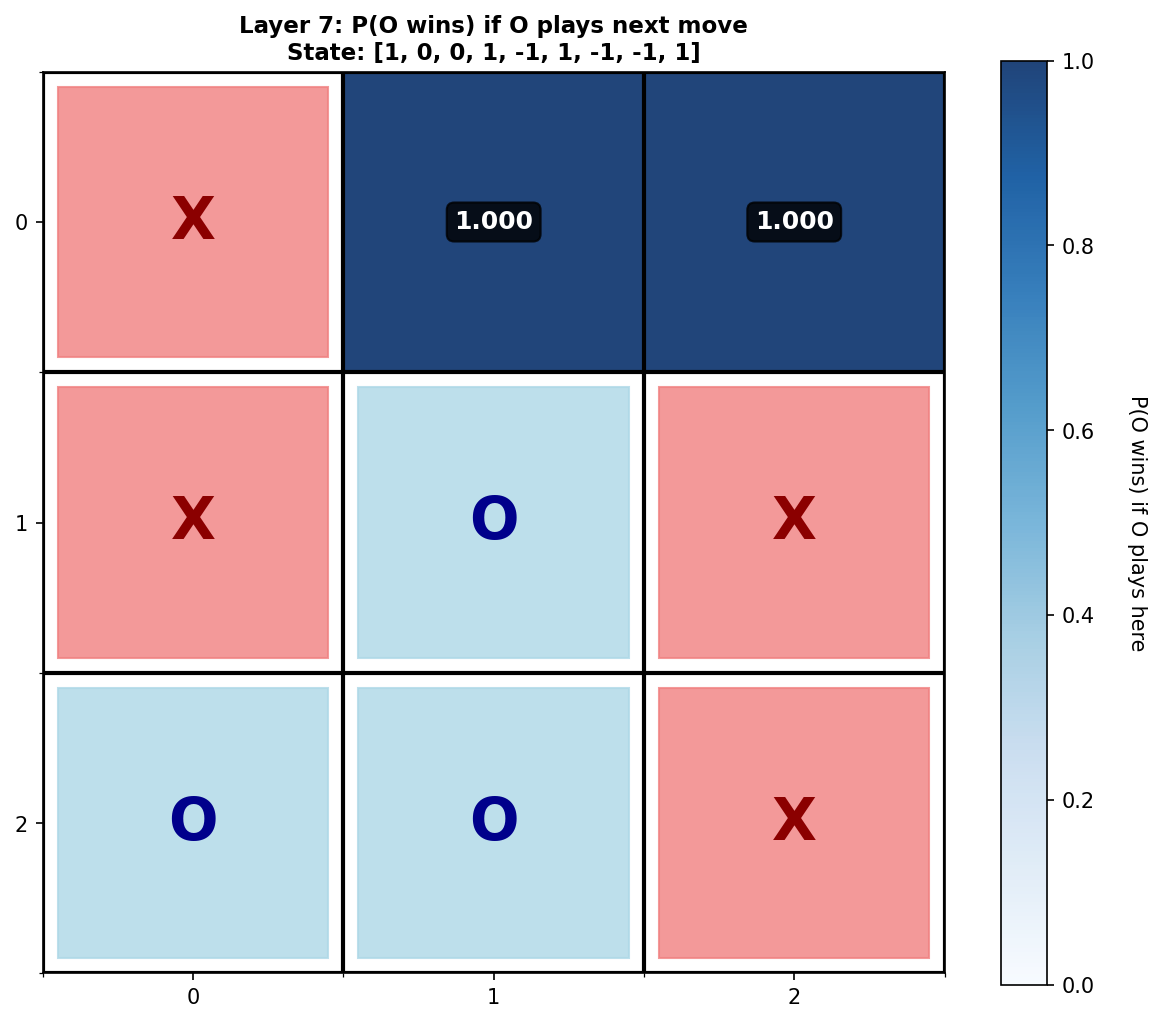 Layer 7: P(O wins) if O plays next move
State: [1, 0, 0, 1, -1, 1, -1, -1, 1]
0
X
1.000
1.000
1
X
O
X
2
O
O
X
0
1
2
1.0
0.8
0.6
0.4
0.2
0.0
P(O wins) if O plays here